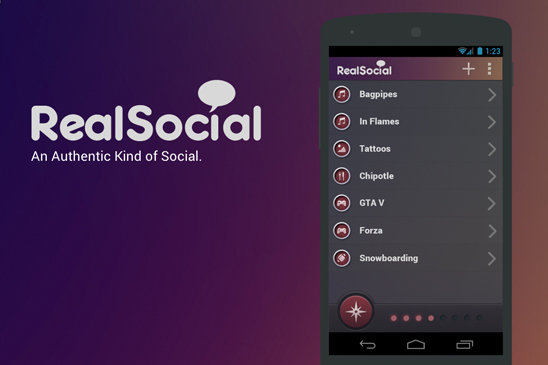 RealSocial
An Authentic Kind of Social.
1:23
RealSocial
Bagpipes
In Flames
Tattoos
Chipotle
GTA V
Forza
Snowboarding